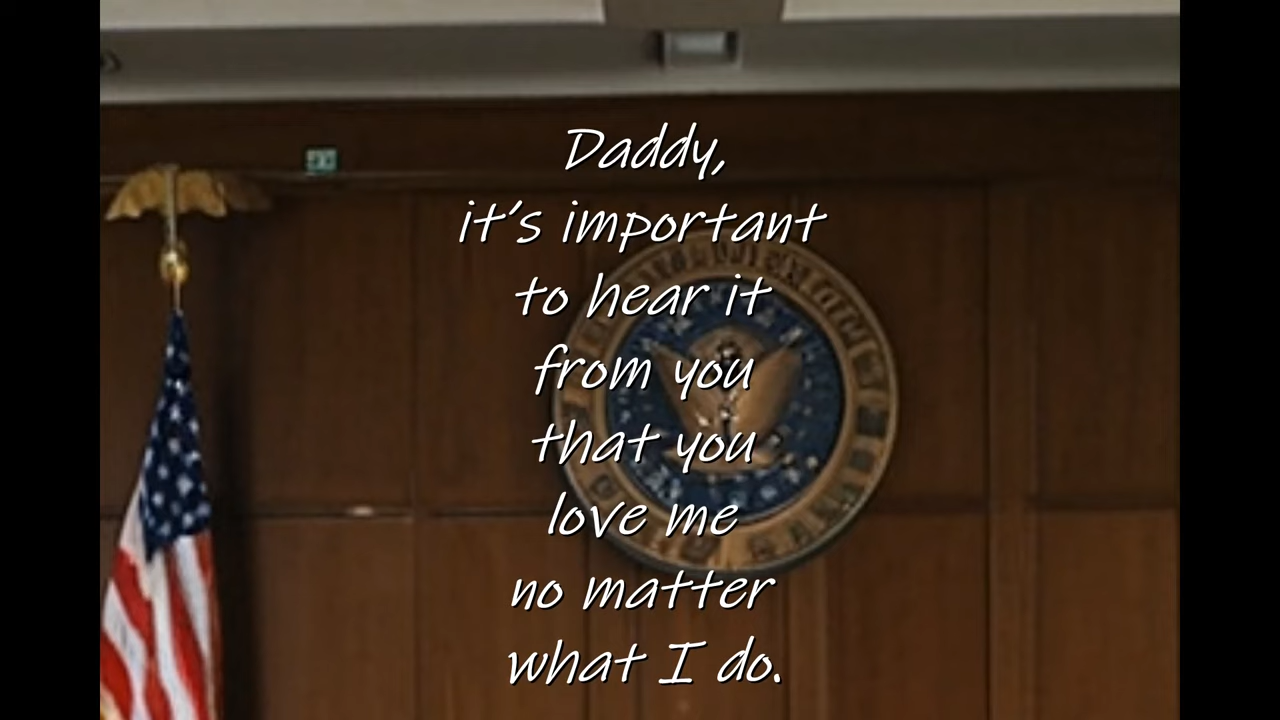 Daddy,
it's important
to hear it
from you
that you
love me
no matter
what I do.